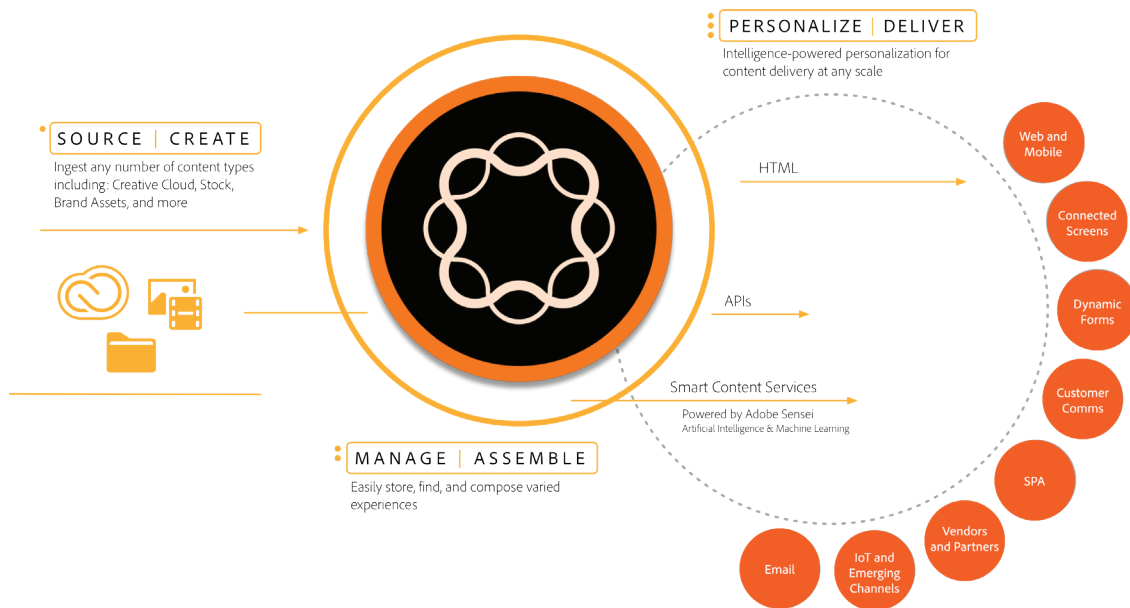 SOURCE | CREATE
Ingest any number of content types
including: Creative Cloud, Stock,
Brand Assets, and more
MANAGE | ASSEMBLE
Easily store, find, and compose varied
experiences
PERSONALIZE | DELIVER
Intelligence-powered personalization for
content delivery at any scale
HTML
APIs
Smart Content Services
Powered by Adobe Sensei
Artificial Intelligence & Machine Learning
Web and
Mobile
Connected
Screens
Dynamic
Forms
Customer
Comms
SPA
Vendors
and Partners
IoT and
Emerging
Channels
Email